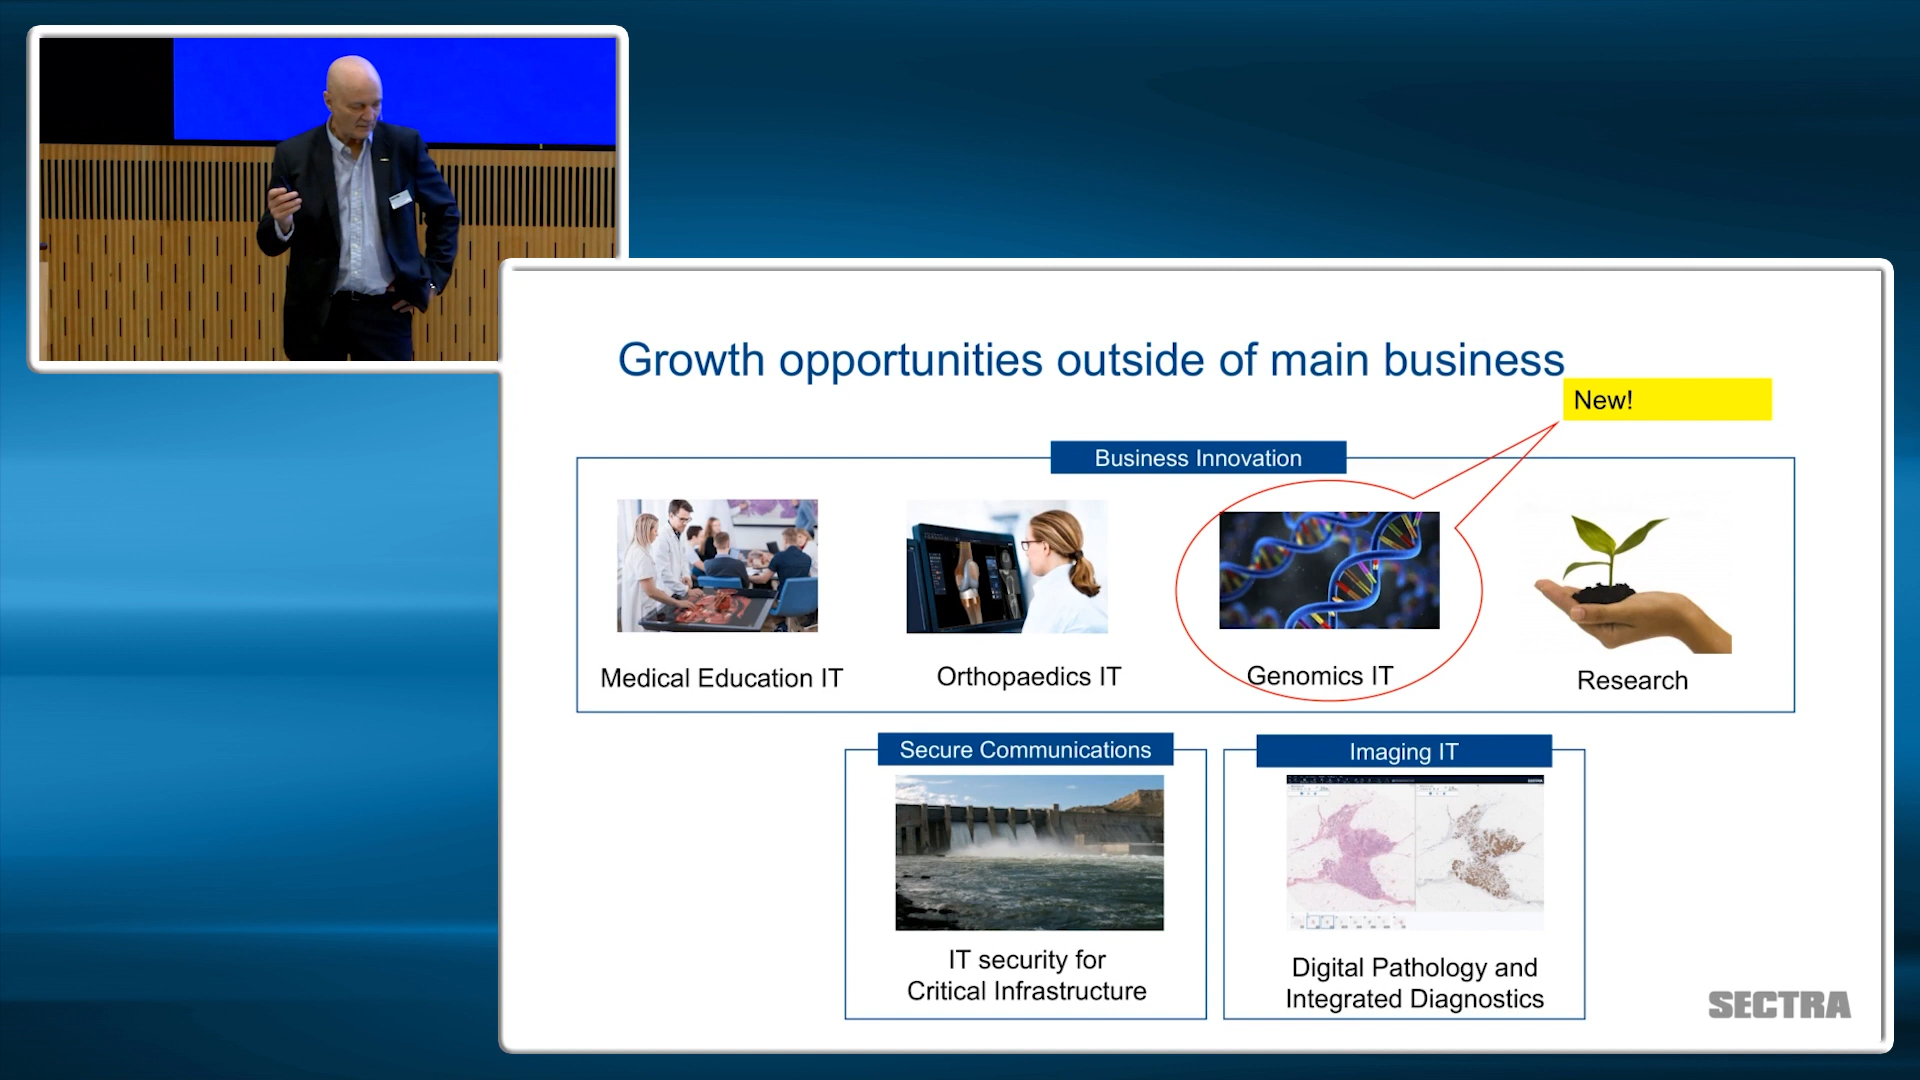 Growth opportunities outside of main business
New!
Business Innovation
Medical Education IT
Orthopaedics IT
Genomics IT
Research
Secure Communications
Imaging IT
IT security for
Critical Infrastructure
Digital Pathology and
Integrated Diagnostics
SECTRA